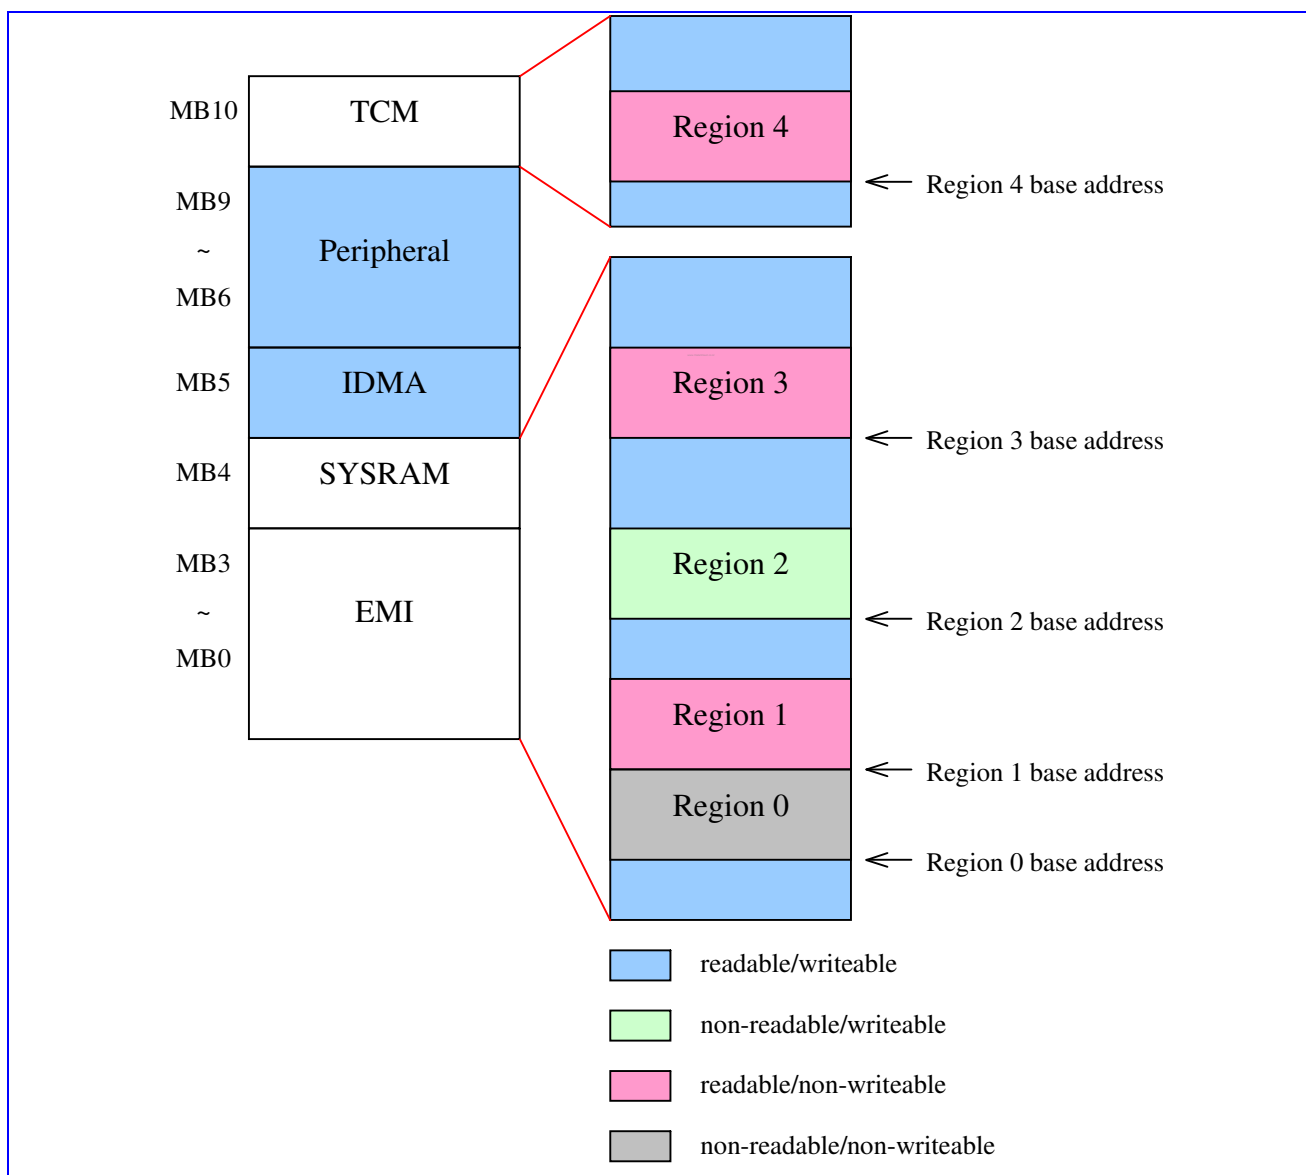 MB10
TCM
Region 4
Region 4 base address
MB9
~
MB6
Peripheral
MB5
IDMA
Region 3
Region 3 base address
MB4
SYSRAM
MB3
~
MB0
EMI
Region 2
Region 2 base address
Region 1
Region 1 base address
Region 0
Region 0 base address
readable/writeable
non-readable/writeable
readable/non-writeable
non-readable/non-writeable